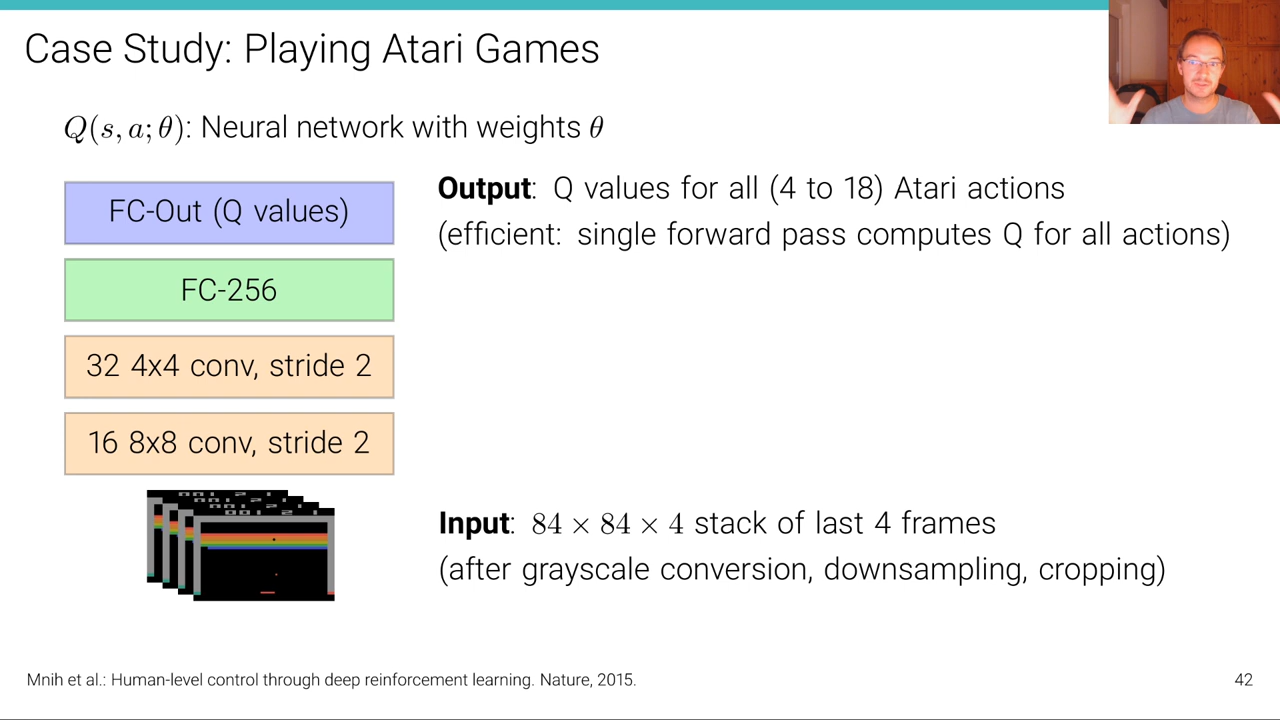 Case Study: Playing Atari Games
Q(s, a; θ): Neural network with weights θ
FC-Out (Q values)
FC-256
32 4x4 conv, stride 2
16 8x8 conv, stride 2
Output: Q values for all (4 to 18) Atari actions
(efficient: single forward pass computes Q for all actions)
Input: 84 × 84 × 4 stack of last 4 frames
(after grayscale conversion, downsampling, cropping)
Mnih et al.: Human-level control through deep reinforcement learning. Nature, 2015.
42